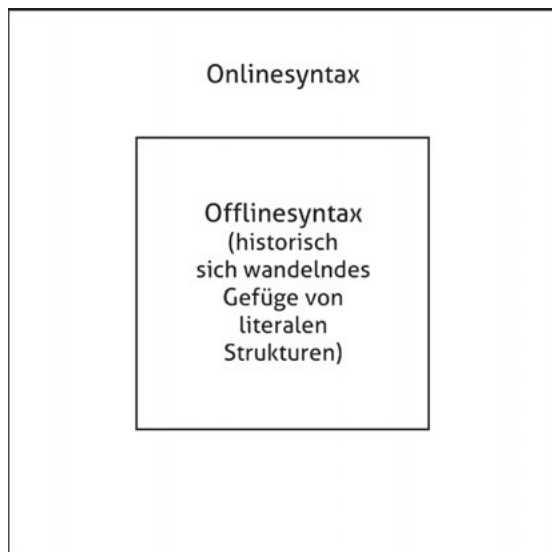 Onlinesyntax
Offlinesyntax
(historisch
sich wandelndes
Gefüge von
literalen
Strukturen)